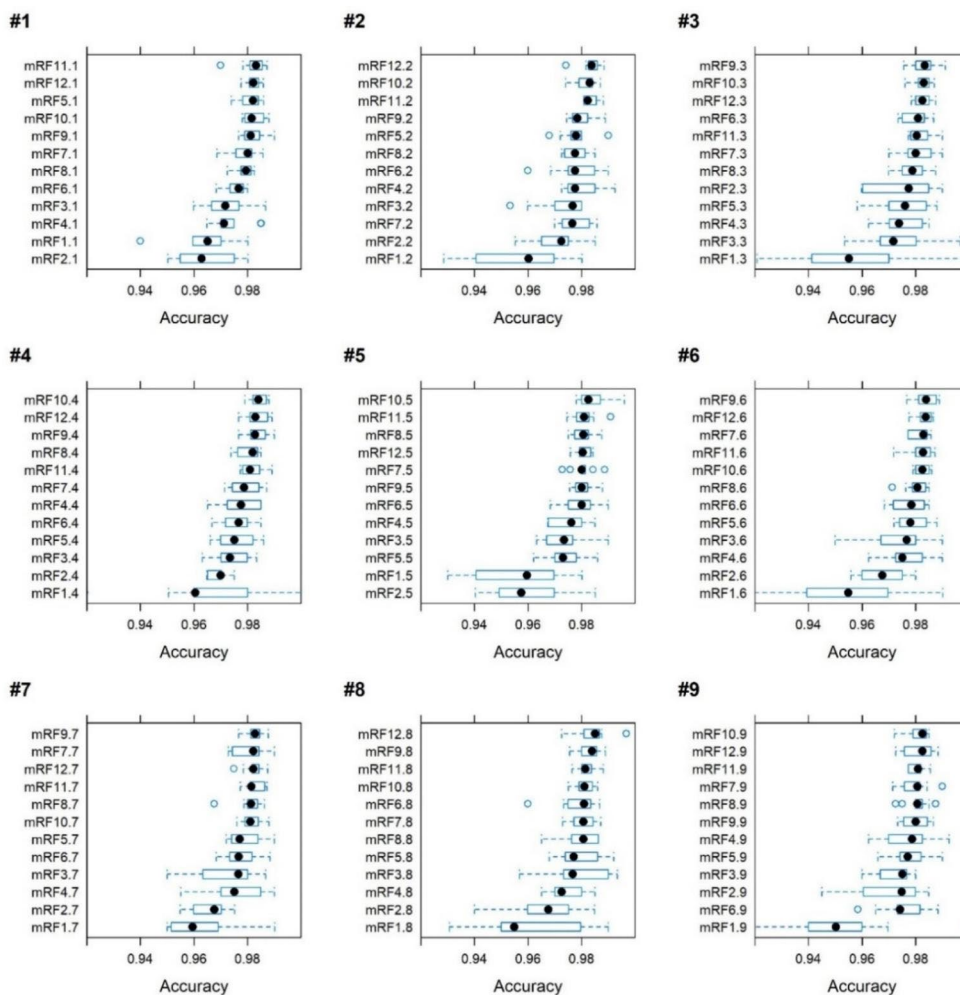 #1
mRF11.1
mRF12.1
mRF5.1
mRF10.1
mRF9.1
mRF7.1
mRF8.1
mRF6.1
mRF3.1
mRF4.1
mRF1.1
mRF2.1
0.94 0.96 0.98
Accuracy
#2
mRF12.2
mRF10.2
mRF11.2
mRF9.2
mRF5.2
mRF8.2
mRF6.2
mRF4.2
mRF3.2
mRF7.2
mRF2.2
mRF1.2
0.94 0.96 0.98
Accuracy
#3
mRF9.3
mRF10.3
mRF12.3
mRF6.3
mRF11.3
mRF7.3
mRF8.3
mRF2.3
mRF5.3
mRF4.3
mRF3.3
mRF1.3
0.94 0.96 0.98
Accuracy
#4
mRF10.4
mRF12.4
mRF9.4
mRF8.4
mRF11.4
mRF7.4
mRF4.4
mRF6.4
mRF5.4
mRF3.4
mRF2.4
mRF1.4
0.94 0.96 0.98
Accuracy
#5
mRF10.5
mRF11.5
mRF8.5
mRF12.5
mRF7.5
mRF9.5
mRF6.5
mRF4.5
mRF3.5
mRF5.5
mRF1.5
mRF2.5
0.94 0.96 0.98
Accuracy
#6
mRF9.6
mRF12.6
mRF7.6
mRF11.6
mRF10.6
mRF8.6
mRF6.6
mRF5.6
mRF3.6
mRF4.6
mRF2.6
mRF1.6
0.94 0.96 0.98
Accuracy
#7
mRF9.7
mRF7.7
mRF12.7
mRF11.7
mRF8.7
mRF10.7
mRF5.7
mRF6.7
mRF3.7
mRF4.7
mRF2.7
mRF1.7
0.94 0.96 0.98
Accuracy
#8
mRF12.8
mRF9.8
mRF11.8
mRF10.8
mRF6.8
mRF7.8
mRF8.8
mRF5.8
mRF3.8
mRF4.8
mRF2.8
mRF1.8
0.94 0.96 0.98
Accuracy
#9
mRF10.9
mRF12.9
mRF11.9
mRF7.9
mRF8.9
mRF9.9
mRF4.9
mRF5.9
mRF3.9
mRF2.9
mRF6.9
mRF1.9
0.94 0.96 0.98
Accuracy